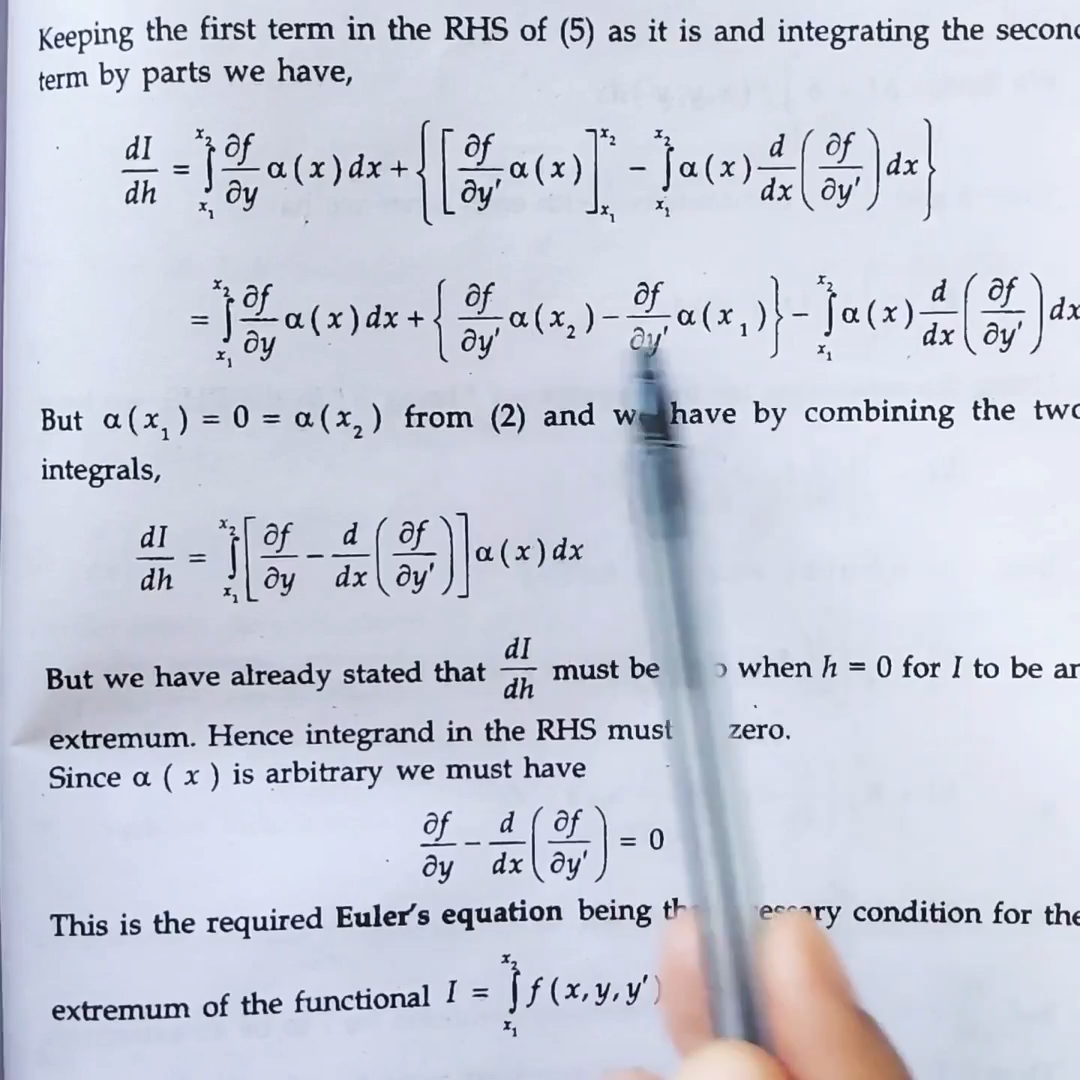 Keeping the first term in the RHS of (5) as it is and integrating the
term by parts we have,
dI/dh = ∫_{x₁}^{x₂} ∂f/∂y α(x) dx + { [ ∂f/∂y' α(x) ]_{x₁}^{x₂} − ∫_{x₁}^{x₂} α(x) d/dx ( ∂f/∂y' ) dx }
= ∫_{x₁}^{x₂} ∂f/∂y α(x) dx + { ∂f/∂y' α(x₂) − ∂f/∂y' α(x₁) } − ∫_{x₁}^{x₂} α(x) d/dx ( ∂f/∂y' ) dx
But α(x₁) = 0 = α(x₂) from (2) and have by combining the
integrals,
dI/dh = ∫_{x₁}^{x₂} [ ∂f/∂y − d/dx ( ∂f/∂y' ) ] α(x) dx
But we have already stated that dI/dh must be when h = 0 for I to be
extremum. Hence integrand in the RHS must zero.
Since α ( x ) is arbitrary we must have
∂f/∂y − d/dx ( ∂f/∂y' ) = 0
This is the required Euler's equation being condition for
extremum of the functional I = ∫_{x₁}^{x₂} f (x, y, y')